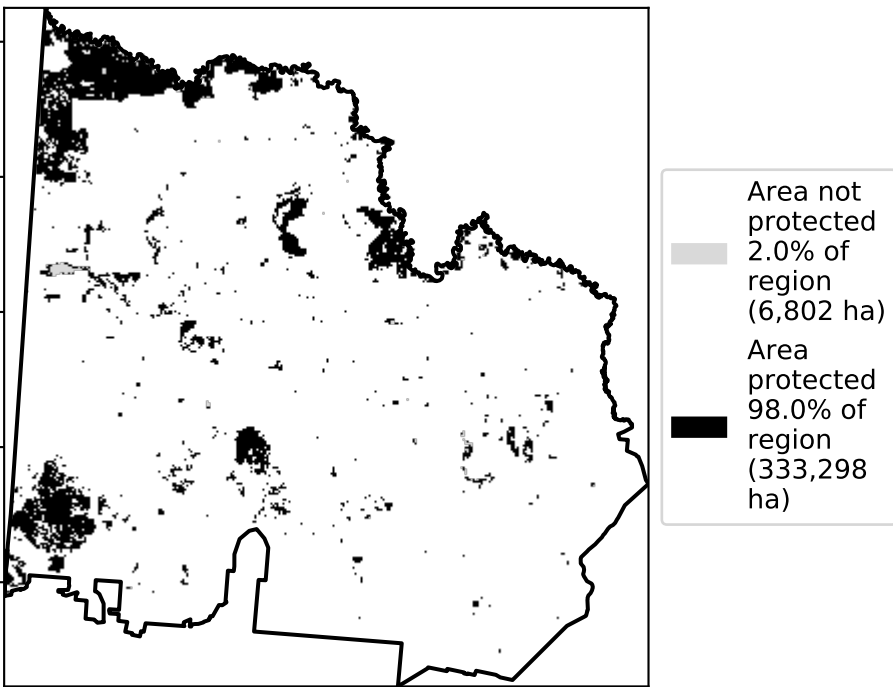 Area not
protected
2.0% of
region
(6,802 ha)
Area
protected
98.0% of
region
(333,298
ha)